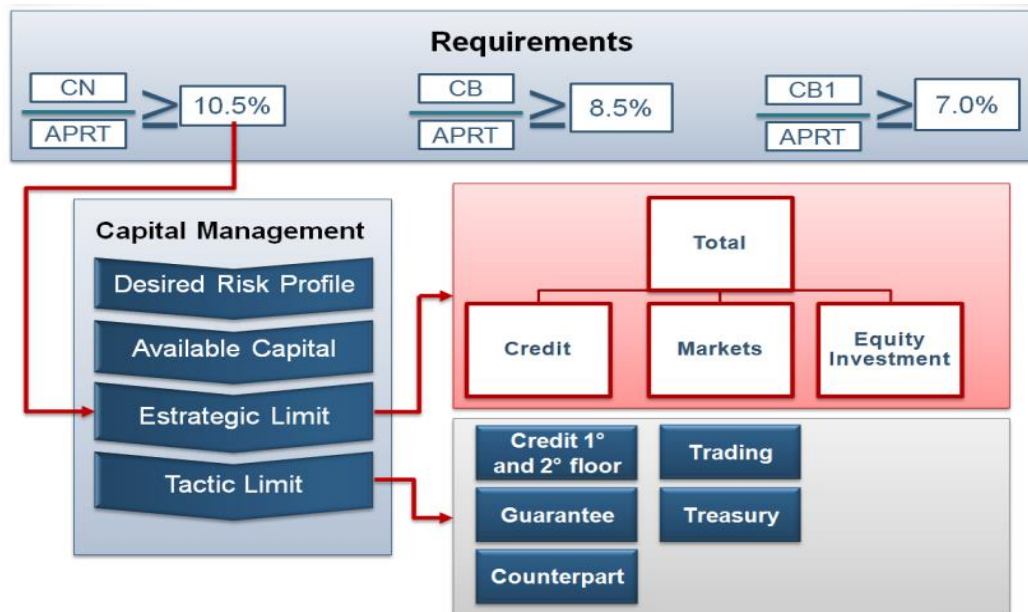 Requirements
CN
APRT
≥
10.5%
CB
APRT
≥
8.5%
CB1
APRT
≥
7.0%
Capital Management
Desired Risk Profile
Available Capital
Estrategic Limit
Tactic Limit
Total
Credit
Markets
Equity
Investment
Credit 1°
and 2° floor
Trading
Guarantee
Treasury
Counterpart